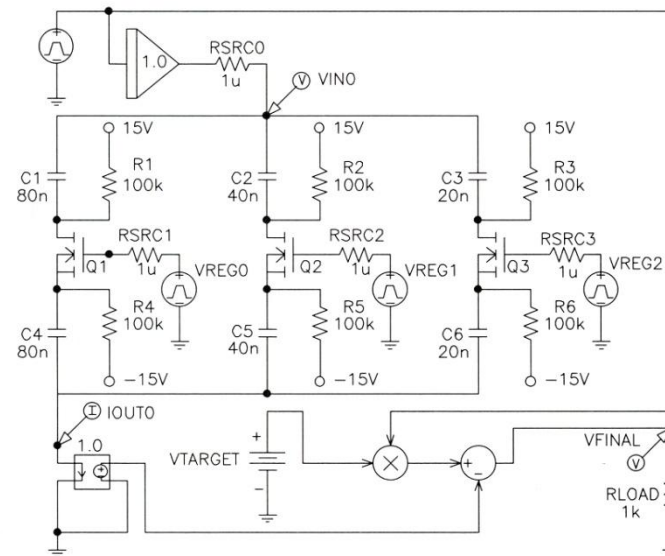 1.0
RSRC0
1u
V VIN0
15V
15V
15V
C1
80n
R1
100k
C2
40n
R2
100k
C3
20n
R3
100k
RSRC1
1u
Q1
VREG0
RSRC2
1u
Q2
VREG1
RSRC3
1u
Q3
VREG2
C4
80n
R4
100k
C5
40n
R5
100k
C6
20n
R6
100k
-15V
-15V
-15V
I IOUT0
1.0
VTARGET
+
-
+
-
VFINAL
V
RLOAD
1k